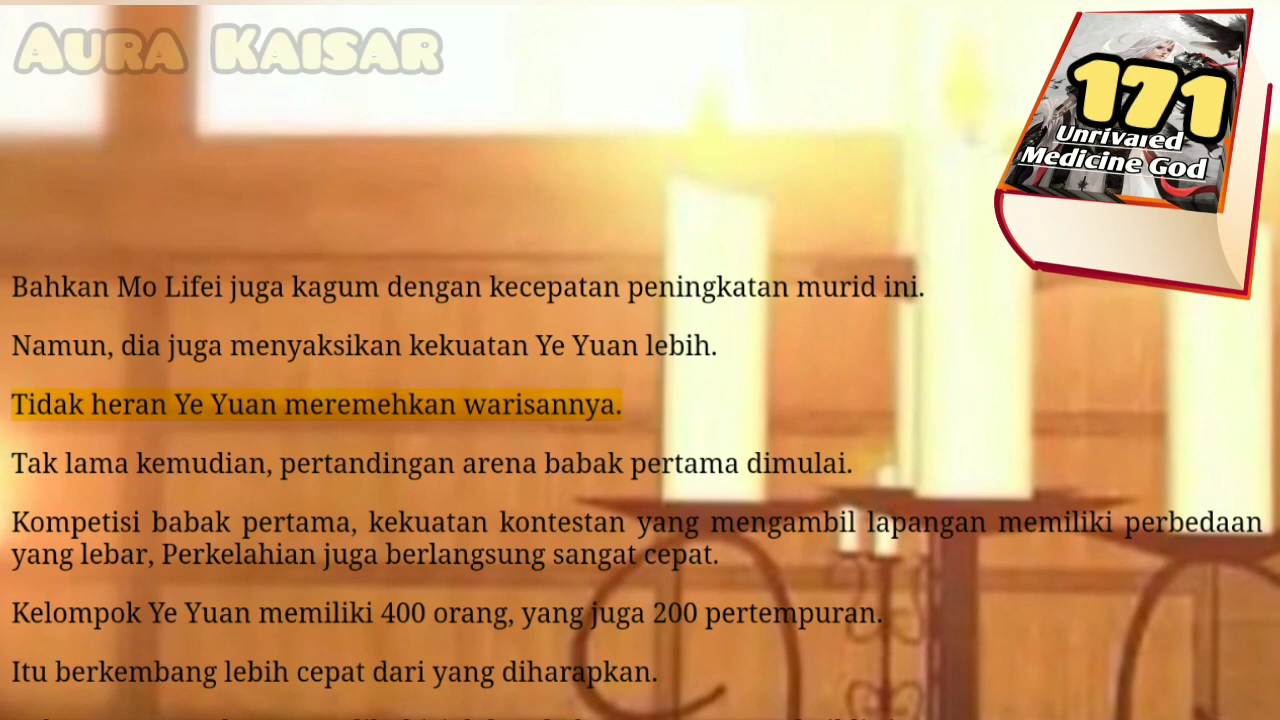 Aura Kaisar
171
Unrivaled
Medicine God
Bahkan Mo Lifei juga kagum dengan kecepatan peningkatan murid ini.
Namun, dia juga menyaksikan kekuatan Ye Yuan lebih.
Tidak heran Ye Yuan meremehkan warisannya.
Tak lama kemudian, pertandingan arena babak pertama dimulai.
Kompetisi babak pertama, kekuatan kontestan yang mengambil lapangan memiliki perbedaan
yang lebar, Perkelahian juga berlangsung sangat cepat.
Kelompok Ye Yuan memiliki 400 orang, yang juga 200 pertempuran.
Itu berkembang lebih cepat dari yang diharapkan.